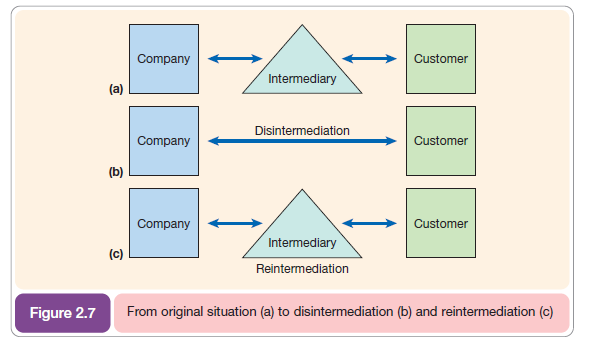 Company
Intermediary
Customer
(a)
Company
Disintermediation
Customer
(b)
Company
Intermediary
Customer
(c)
Reintermediation
Figure 2.7
From original situation (a) to disintermediation (b) and reintermediation (c)